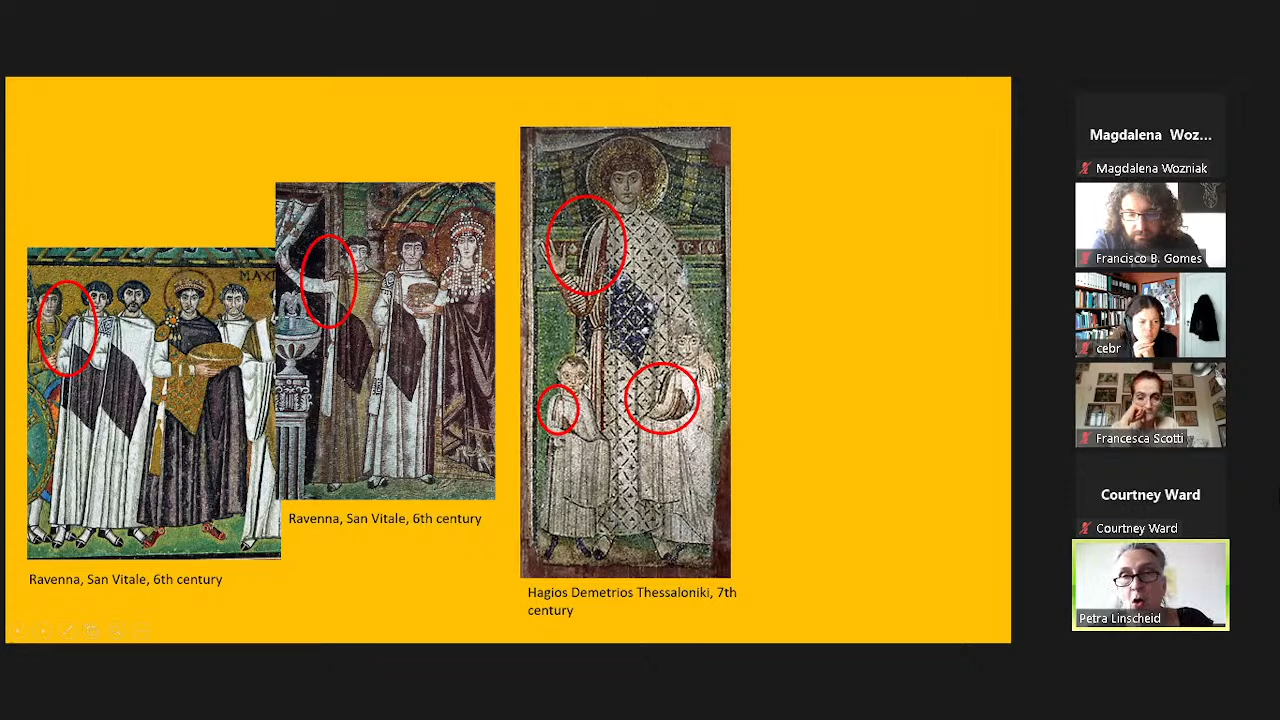 MAXI
Ravenna, San Vitale, 6th century
Ravenna, San Vitale, 6th century
Hagios Demetrios Thessaloniki, 7th
century
Magdalena Woz...
Magdalena Wozniak
Francisco B. Gomes
cebr
Francesca Scotti
Courtney Ward
Courtney Ward
Petra Linscheid